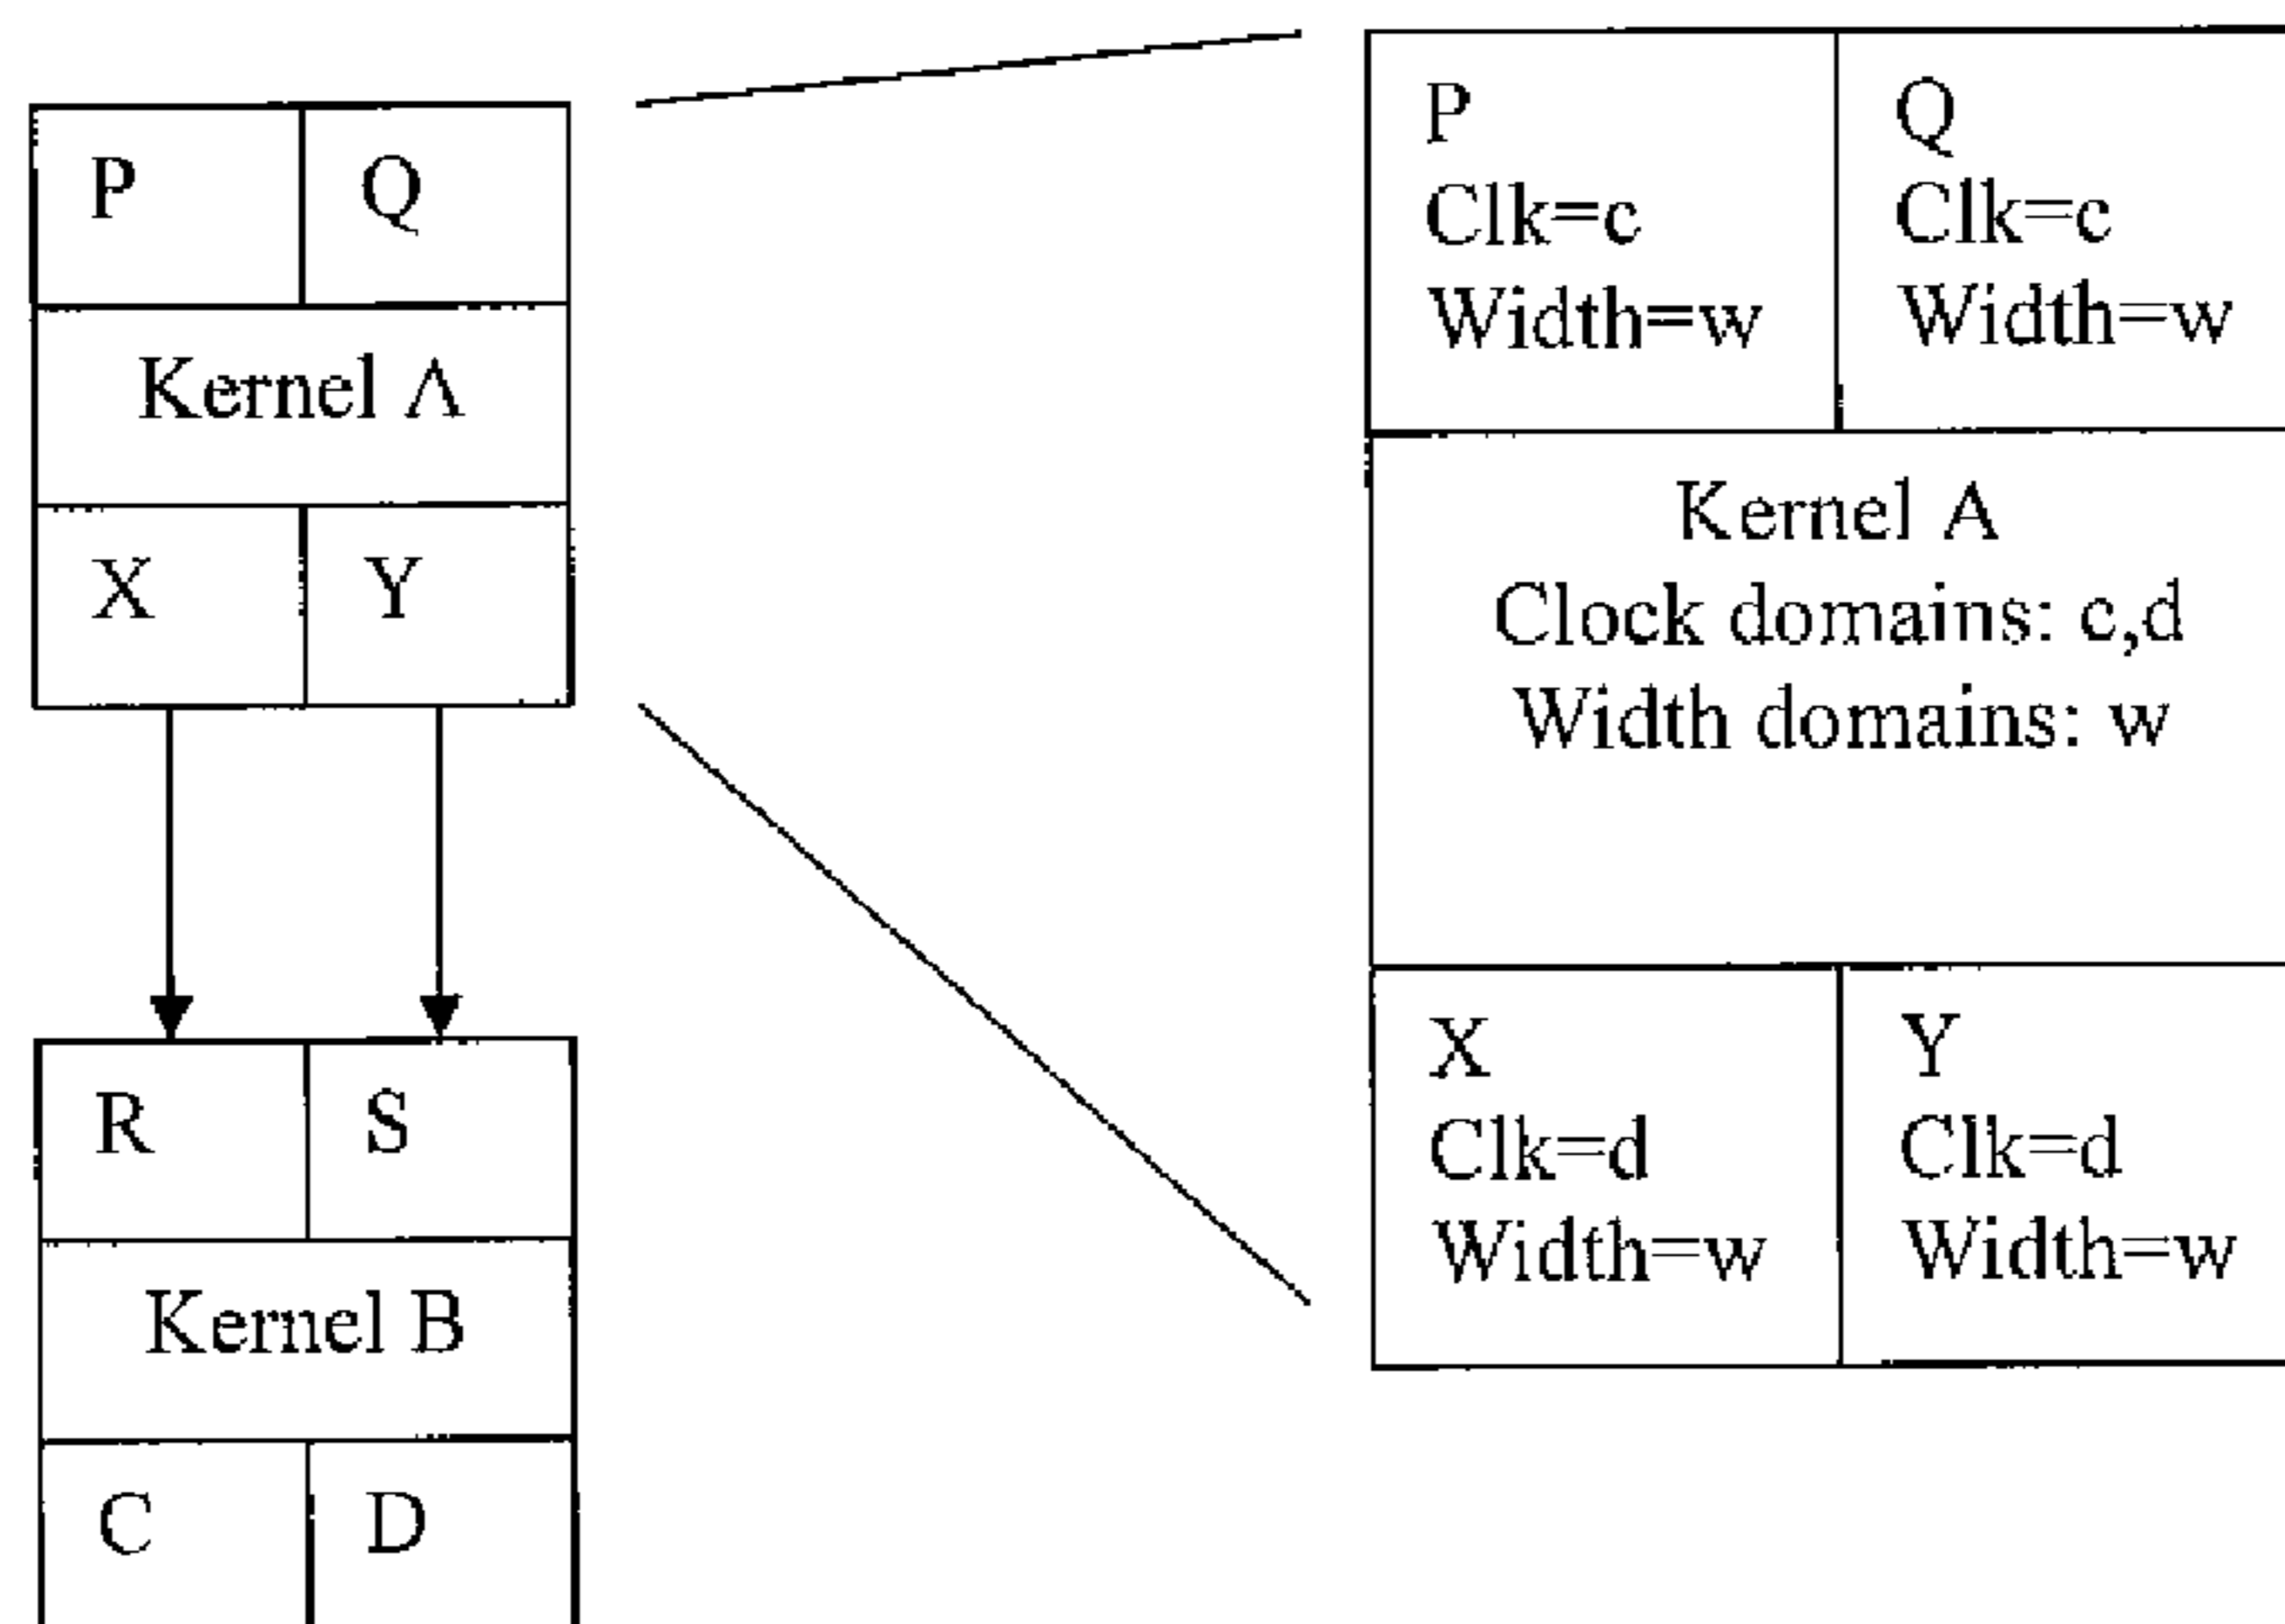 P
Q
Kernel A
X
Y
R
S
Kernel B
C
D
P
Clk=c
Width=w
Q
Clk=c
Width=w
Kernel A
Clock domains: c,d
Width domains: w
X
Clk=d
Width=w
Y
Clk=d
Width=w